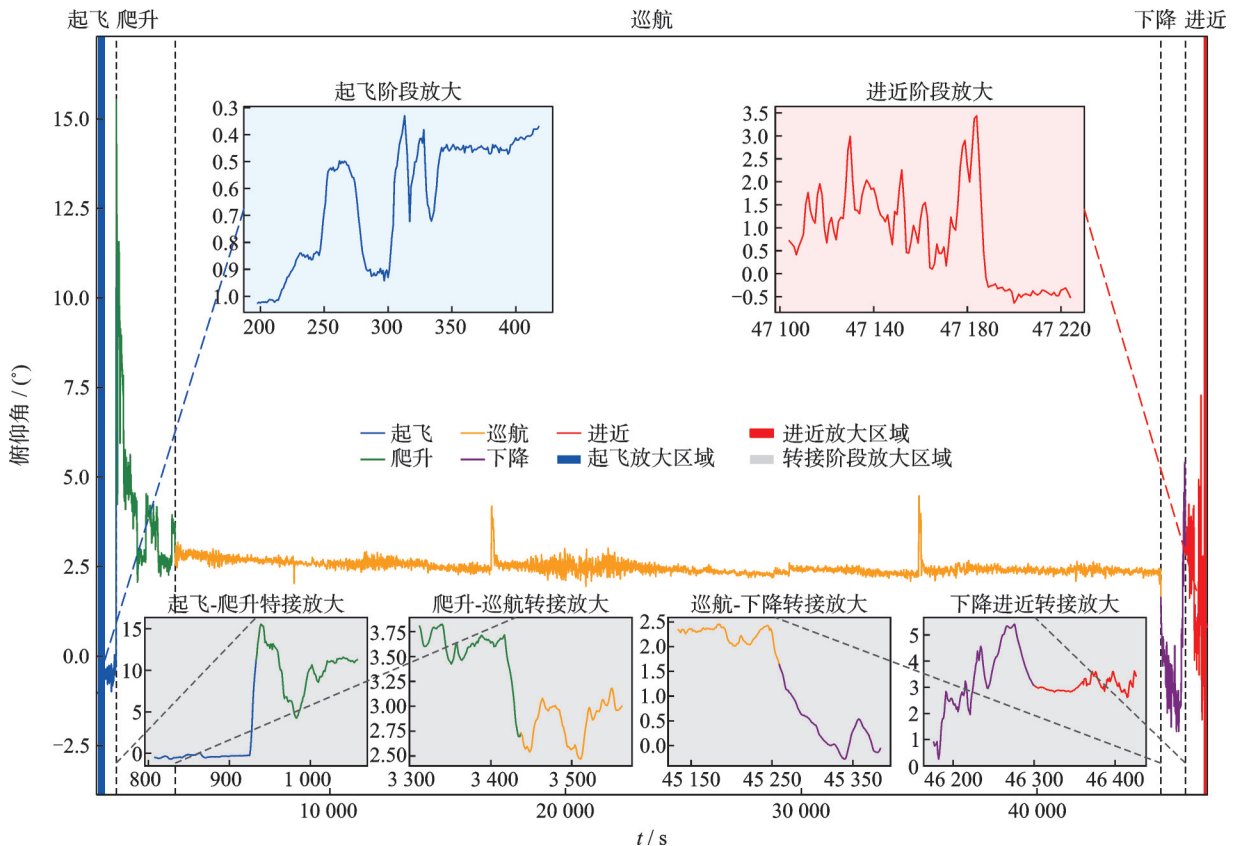 起飞 爬升 巡航 下降 进近
起飞阶段放大
0.3
0.4
0.5
0.6
0.7
0.8
0.9
1.0
200 250 300 350 400
进近阶段放大
3.5
3.0
2.5
2.0
1.5
1.0
0.5
0.0
−0.5
47 100 47 140 47 180 47 220
俯仰角 / (°)
15.0
12.5
10.0
7.5
5.0
2.5
0.0
−2.5
起飞 巡航 进近 进近放大区域
爬升 下降 起飞放大区域 转接阶段放大区域
起飞-爬升特接放大
15
10
5
0
800 900 1 000
爬升-巡航转接放大
3.75
3.50
3.25
3.00
2.75
2.50
3 300 3 400 3 500
巡航-下降转接放大
2.5
2.0
1.5
1.0
0.5
0.0
45 150 45 250 45 350
下降进近转接放大
5
4
3
2
1
0
46 200 46 300 46 400
10 000 20 000 30 000 40 000
t / s